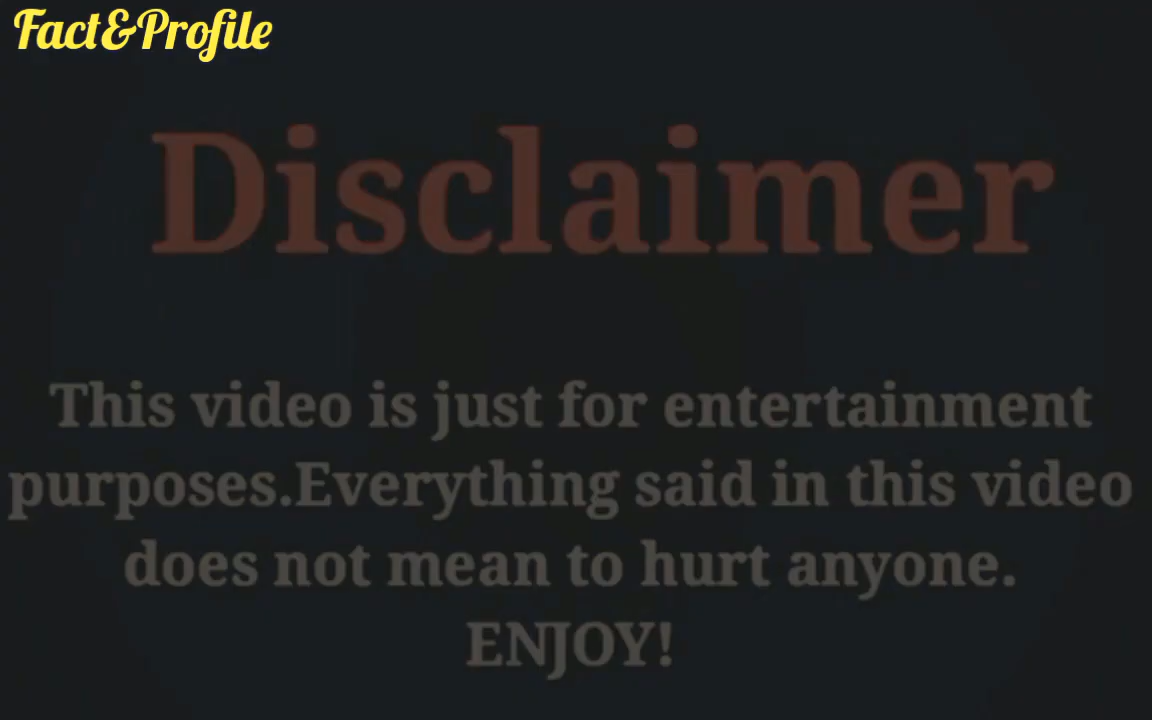 Fact&Profile
Disclaimer
This video is just for entertainment
purposes.Everything said in this video
does not mean to hurt anyone.
ENJOY!